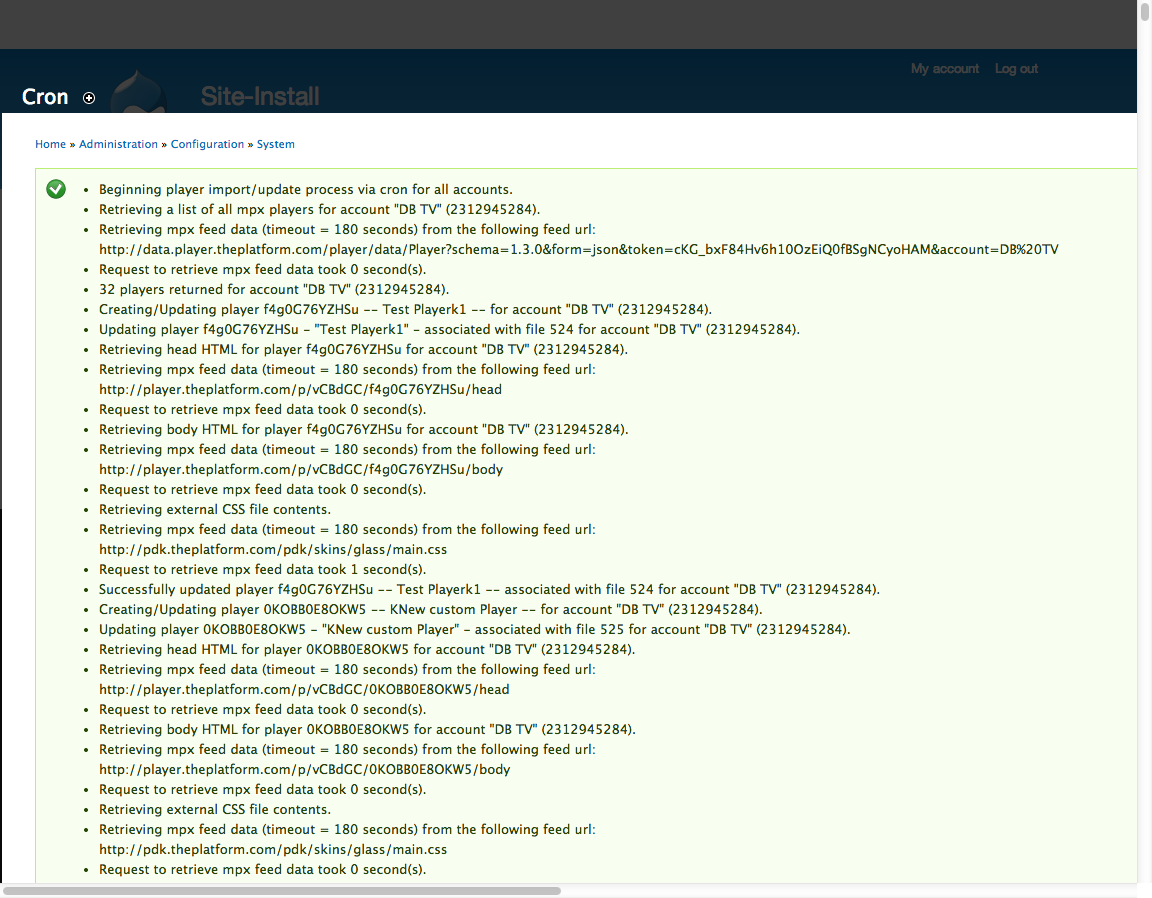 My account Log out
Cron
Site-Install
Home » Administration » Configuration » System
• Beginning player import/update process via cron for all accounts.
• Retrieving a list of all mpx players for account "DB TV" (2312945284).
• Retrieving mpx feed data (timeout = 180 seconds) from the following feed url:
http://data.player.theplatform.com/player/data/Player?schema=1.3.0&form=json&token=cKG_bxF84Hv6h10OzEiQ0fBSgNCyoHAM&account=DB%20TV
• Request to retrieve mpx feed data took 0 second(s).
• 32 players returned for account "DB TV" (2312945284).
• Creating/Updating player f4g0G76YZHSu -- Test Playerk1 -- for account "DB TV" (2312945284).
• Updating player f4g0G76YZHSu - "Test Playerk1" - associated with file 524 for account "DB TV" (2312945284).
• Retrieving head HTML for player f4g0G76YZHSu for account "DB TV" (2312945284).
• Retrieving mpx feed data (timeout = 180 seconds) from the following feed url:
http://player.theplatform.com/p/vCBdGC/f4g0G76YZHSu/head
• Request to retrieve mpx feed data took 0 second(s).
• Retrieving body HTML for player f4g0G76YZHSu for account "DB TV" (2312945284).
• Retrieving mpx feed data (timeout = 180 seconds) from the following feed url:
http://player.theplatform.com/p/vCBdGC/f4g0G76YZHSu/body
• Request to retrieve mpx feed data took 0 second(s).
• Retrieving external CSS file contents.
• Retrieving mpx feed data (timeout = 180 seconds) from the following feed url:
http://pdk.theplatform.com/pdk/skins/glass/main.css
• Request to retrieve mpx feed data took 1 second(s).
• Successfully updated player f4g0G76YZHSu -- Test Playerk1 -- associated with file 524 for account "DB TV" (2312945284).
• Creating/Updating player 0KOBB0E8OKW5 -- KNew custom Player -- for account "DB TV" (2312945284).
• Updating player 0KOBB0E8OKW5 - "KNew custom Player" - associated with file 525 for account "DB TV" (2312945284).
• Retrieving head HTML for player 0KOBB0E8OKW5 for account "DB TV" (2312945284).
• Retrieving mpx feed data (timeout = 180 seconds) from the following feed url:
http://player.theplatform.com/p/vCBdGC/0KOBB0E8OKW5/head
• Request to retrieve mpx feed data took 0 second(s).
• Retrieving body HTML for player 0KOBB0E8OKW5 for account "DB TV" (2312945284).
• Retrieving mpx feed data (timeout = 180 seconds) from the following feed url:
http://player.theplatform.com/p/vCBdGC/0KOBB0E8OKW5/body
• Request to retrieve mpx feed data took 0 second(s).
• Retrieving external CSS file contents.
• Retrieving mpx feed data (timeout = 180 seconds) from the following feed url:
http://pdk.theplatform.com/pdk/skins/glass/main.css
• Request to retrieve mpx feed data took 0 second(s).